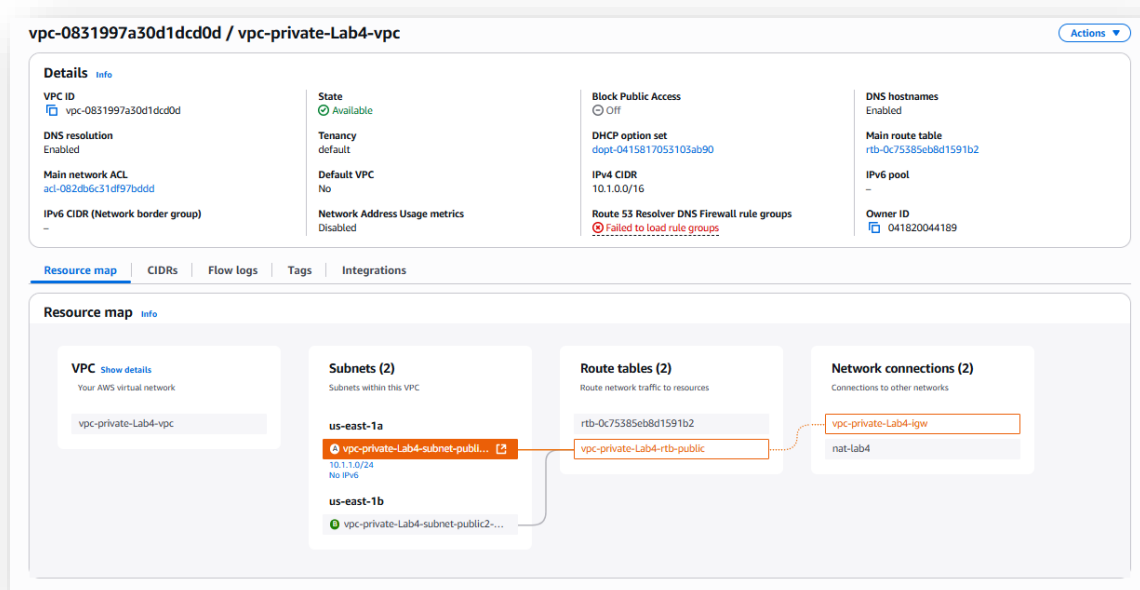 vpc-0831997a30d1dcd0d / vpc-private-Lab4-vpc
Actions
Details Info
VPC ID
vpc-0831997a30d1dcd0d
State
Available
Block Public Access
Off
DNS hostnames
Enabled
DNS resolution
Enabled
Tenancy
default
DHCP option set
dopt-0415817053103ab90
Main route table
rtb-0c75385eb8d1591b2
Main network ACL
acl-082db6c31df97bddd
Default VPC
No
IPv4 CIDR
10.1.0.0/16
IPv6 pool
–
IPv6 CIDR (Network border group)
–
Network Address Usage metrics
Disabled
Route 53 Resolver DNS Firewall rule groups
Failed to load rule groups
Owner ID
041820044189
Resource map
CIDRs
Flow logs
Tags
Integrations
Resource map Info
VPC Show details
Your AWS virtual network
vpc-private-Lab4-vpc
Subnets (2)
Subnets within this VPC
us-east-1a
A vpc-private-Lab4-subnet-publi...
10.1.1.0/24
No IPv6
us-east-1b
B vpc-private-Lab4-subnet-public2-...
Route tables (2)
Route network traffic to resources
rtb-0c75385eb8d1591b2
vpc-private-Lab4-rtb-public
Network connections (2)
Connections to other networks
vpc-private-Lab4-igw
nat-lab4